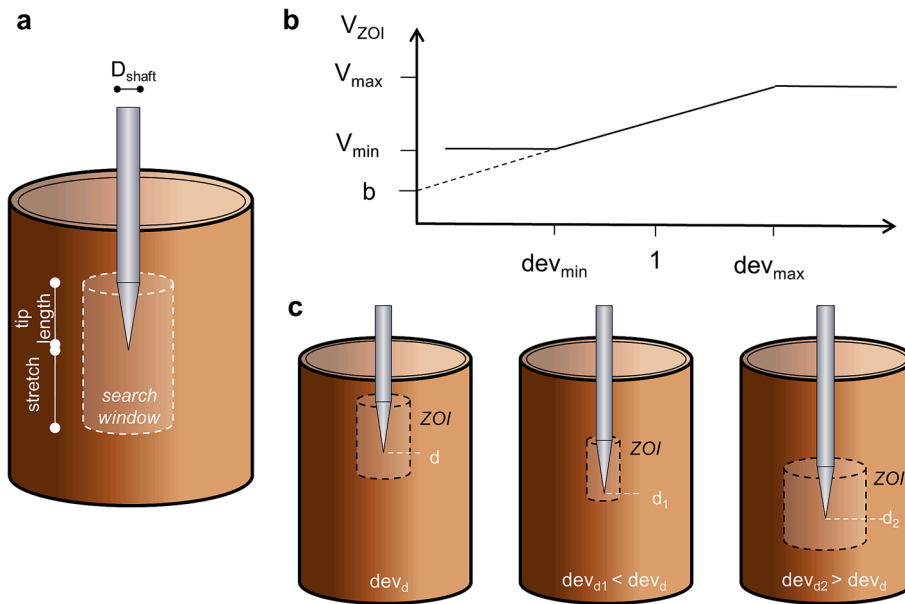 a
D_shaft
tip
length
stretch
search
window
b
V_ZOI
V_max
V_min
b
dev_min
1
dev_max
c
ZOI
d
dev_d
ZOI
d_1
dev_d1 < dev_d
ZOI
d_2
dev_d2 > dev_d